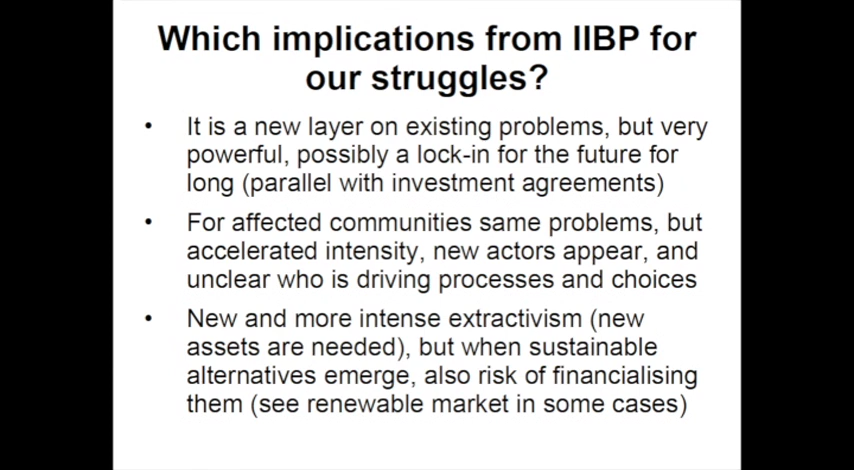 Which implications from IIBP for
our struggles?
• It is a new layer on existing problems, but very
powerful, possibly a lock-in for the future for
long (parallel with investment agreements)
• For affected communities same problems, but
accelerated intensity, new actors appear, and
unclear who is driving processes and choices
• New and more intense extractivism (new
assets are needed), but when sustainable
alternatives emerge, also risk of financialising
them (see renewable market in some cases)